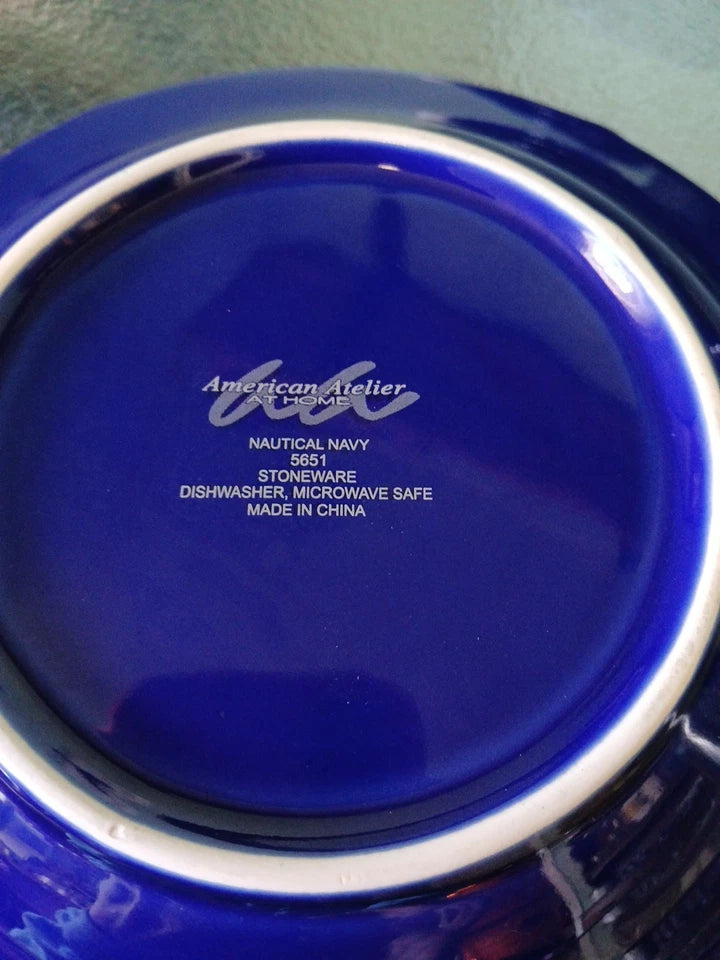 American Atelier
AT HOME
NAUTICAL NAVY
5651
STONEWARE
DISHWASHER, MICROWAVE SAFE
MADE IN CHINA